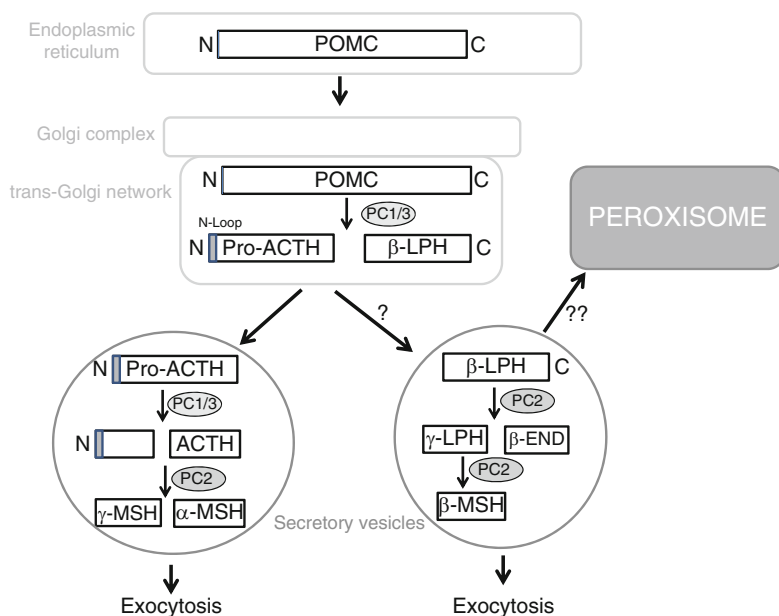 Endoplasmic
reticulum
N POMC C
Golgi complex
trans-Golgi network
N POMC C
PC1/3
N-Loop
N Pro-ACTH β-LPH C
PEROXISOME
? ??
N Pro-ACTH
PC1/3
N ACTH
PC2
γ-MSH α-MSH
β-LPH C
PC2
γ-LPH β-END
PC2
β-MSH
Secretory vesicles
Exocytosis Exocytosis